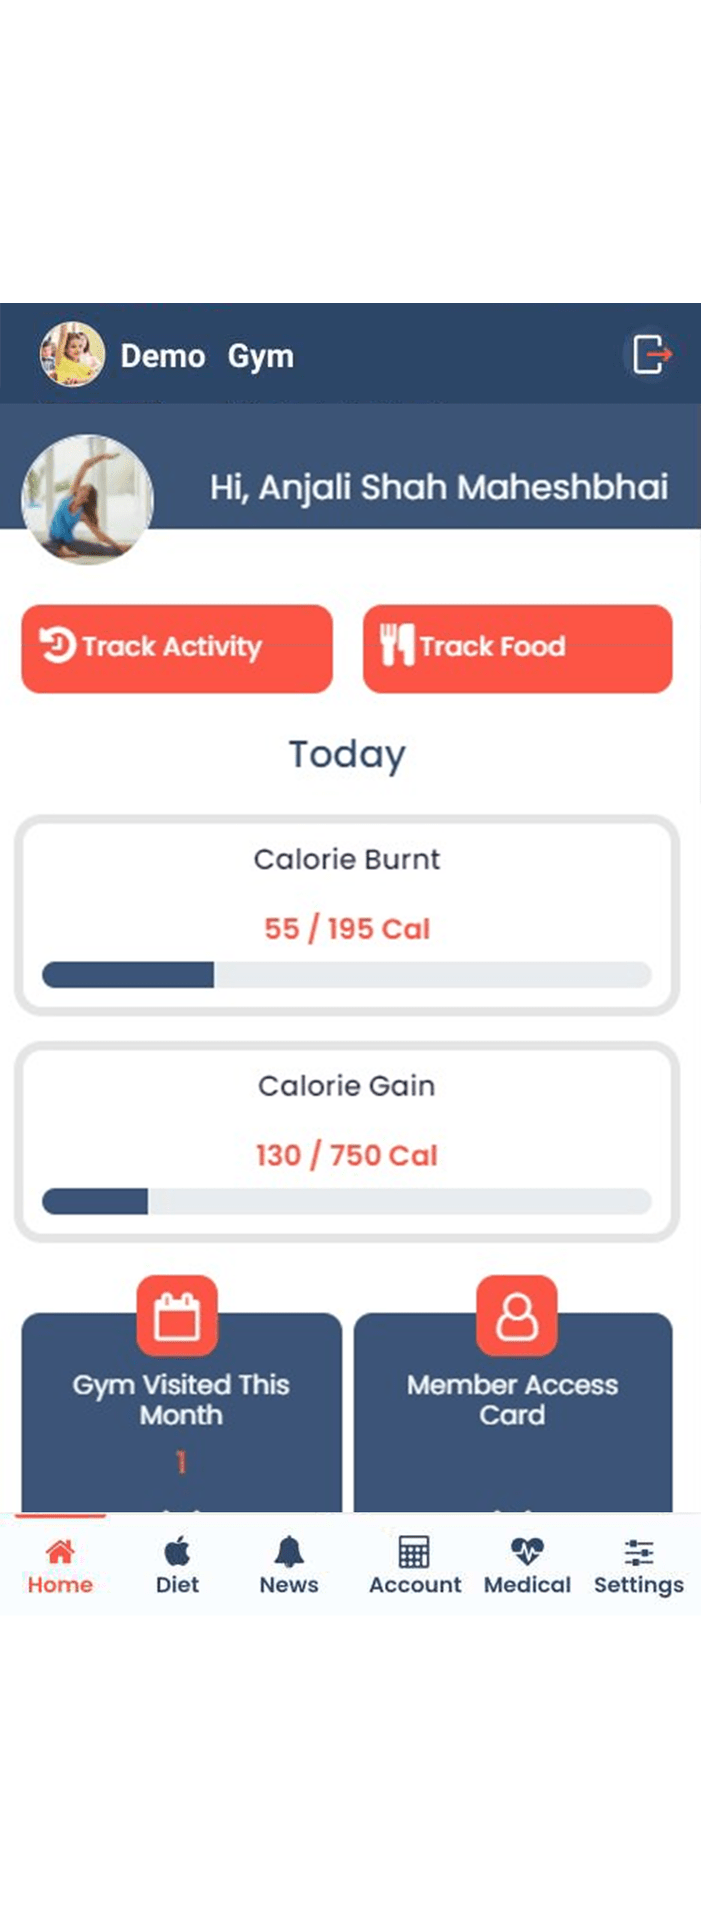 Demo Gym
Hi, Anjali Shah Maheshbhai
Track Activity
Track Food
Today
Calorie Burnt
55 / 195 Cal
Calorie Gain
130 / 750 Cal
Gym Visited This
Month
1
Member Access
Card
Home
Diet
News
Account
Medical
Settings